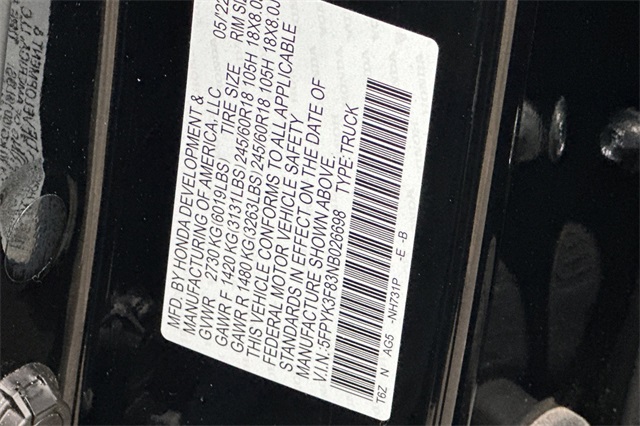 MFD. BY HONDA DEVELOPMENT &
MANUFACTURING OF AMERICA, LLC 05/22
GVWR 2730 KG(6019LBS) TIRE SIZE RIM SIZ
GAWR F 1420 KG(3131LBS) 245/60R18 105H 18X8.0J
GAWR R 1480 KG(3263LBS) 245/60R18 105H 18X8.0J
THIS VEHICLE CONFORMS TO ALL APPLICABLE
FEDERAL MOTOR VEHICLE SAFETY
STANDARDS IN EFFECT ON THE DATE OF
MANUFACTURE SHOWN ABOVE.
V.I.N.:5FPYK3F83NB026698 TYPE:TRUCK
T6Z N AG5 -NH731P -E -B